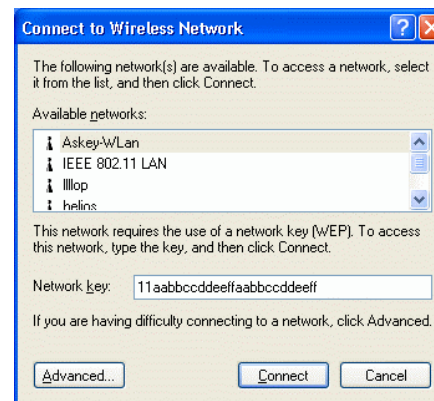 Connect to Wireless Network
The following network(s) are available. To access a network, select
it from the list, and then click Connect.
Available networks:
Askey-WLan
IEEE 802.11 LAN
helios
This network requires the use of a network key (WEP). To access
this network, type the key, and then click Connect.
Network key: 11aabbccddeeffaabbccddeeff
If you are having difficulty connecting to a network, click Advanced.
Advanced... Connect Cancel